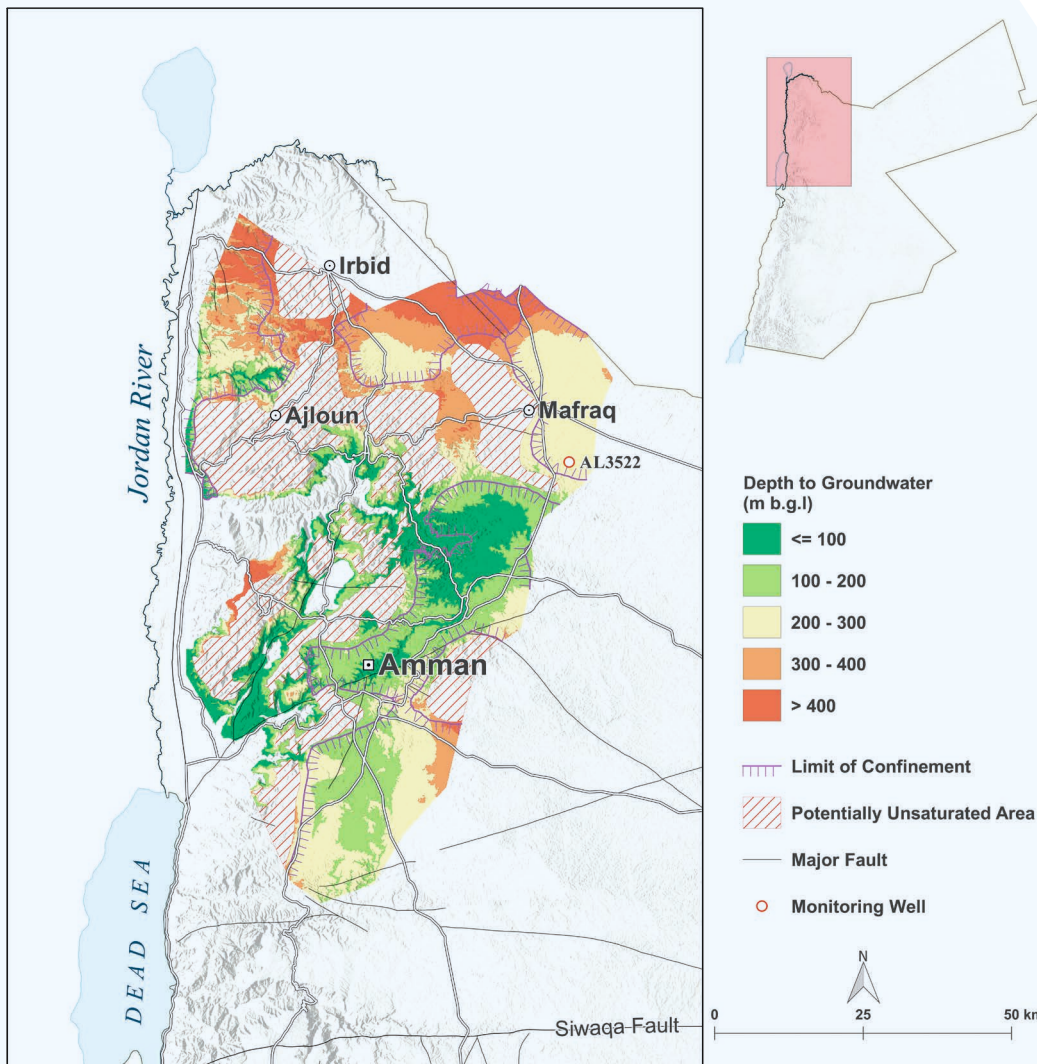 Irbid
Jordan River
Ajloun
Mafraq
AL3522
Amman
DEAD SEA
Siwaqa Fault
Depth to Groundwater
(m b.g.l)
<= 100
100 - 200
200 - 300
300 - 400
> 400
Limit of Confinement
Potentially Unsaturated Area
Major Fault
Monitoring Well
N
0 25 50 km